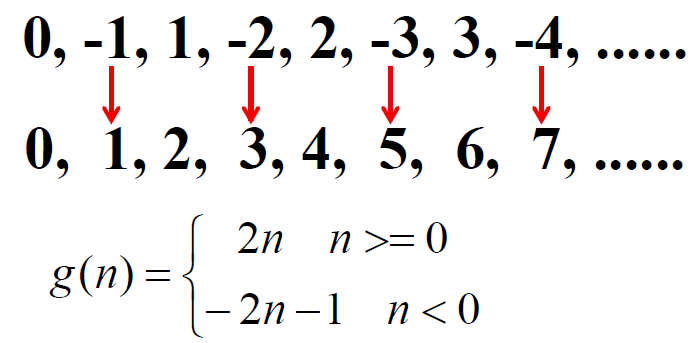 0, -1, 1, -2, 2, -3, 3, -4, ......
0, 1, 2, 3, 4, 5, 6, 7, ......
g(n) = { 2n n >= 0
− 2n − 1 n < 0